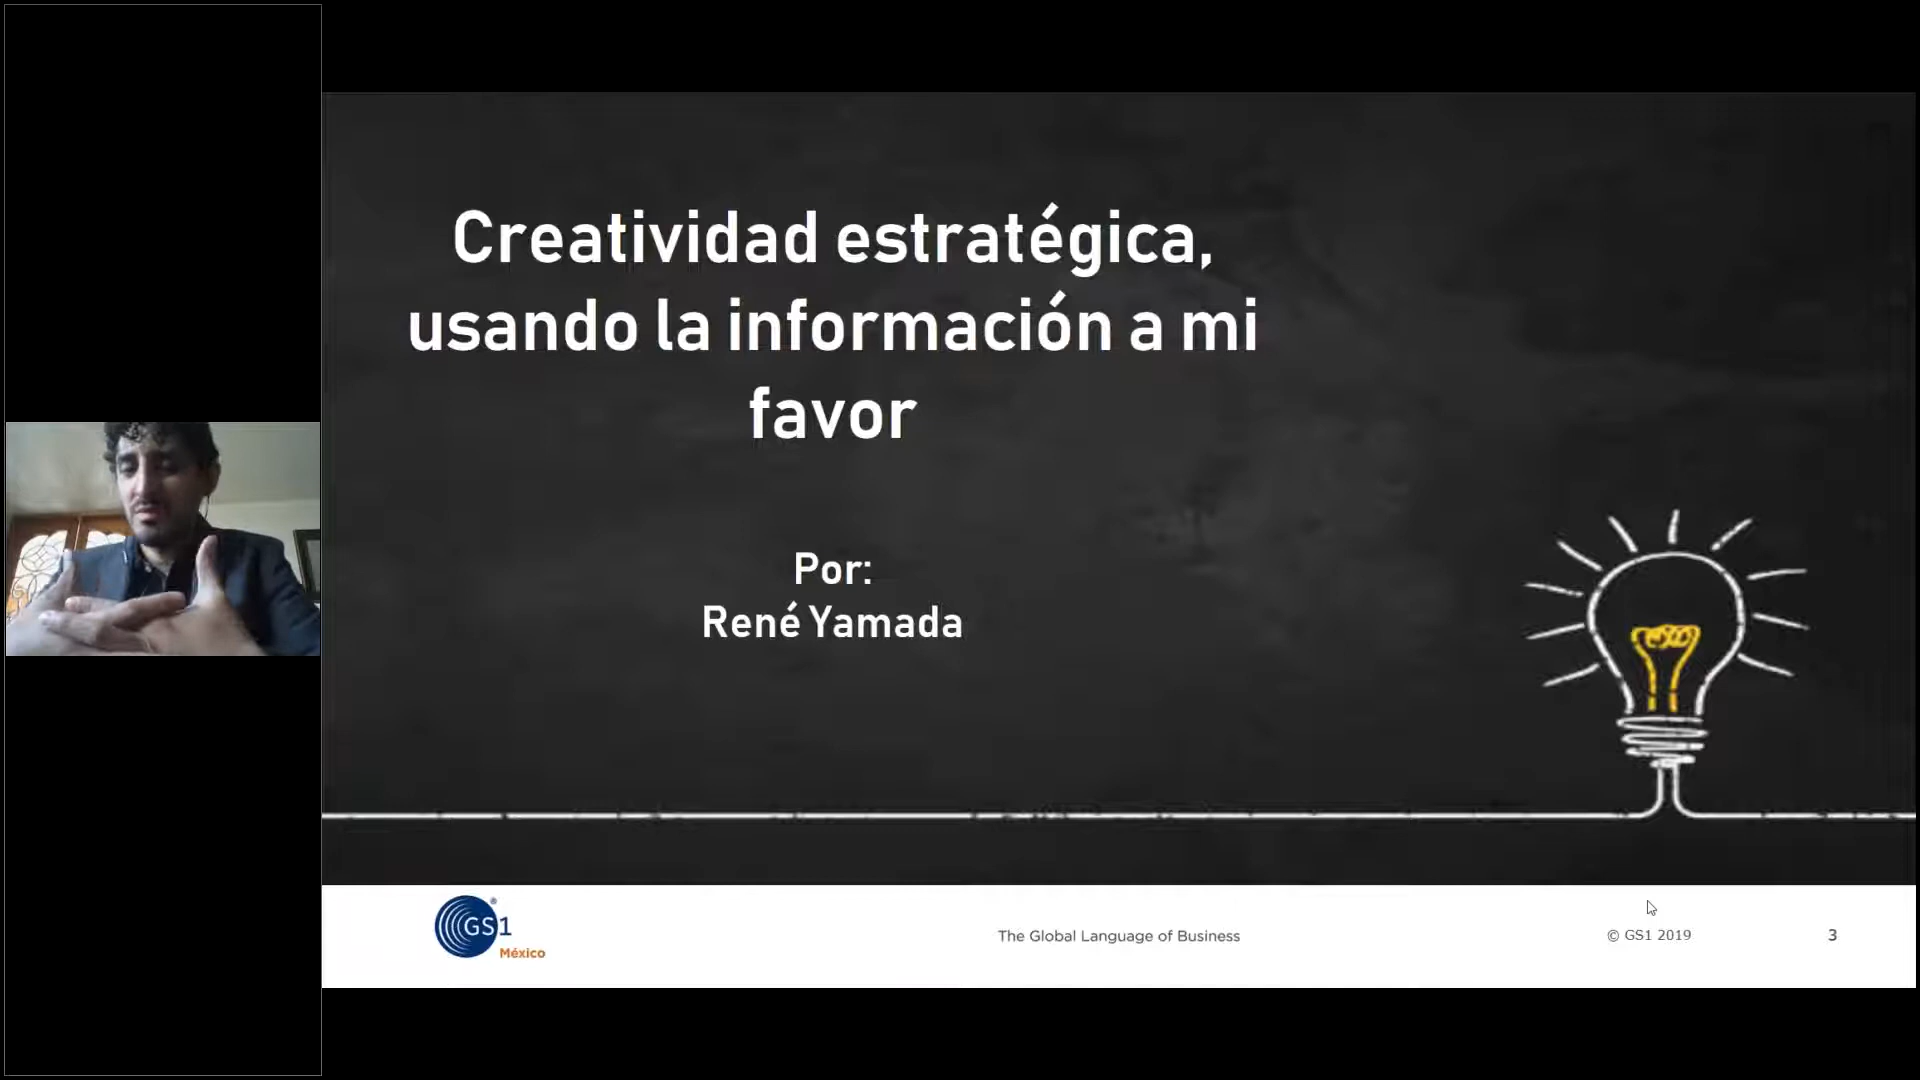 Creatividad estratégica,
usando la información a mi
favor
Por:
René Yamada
GS1®
México
The Global Language of Business
© GS1 2019
3